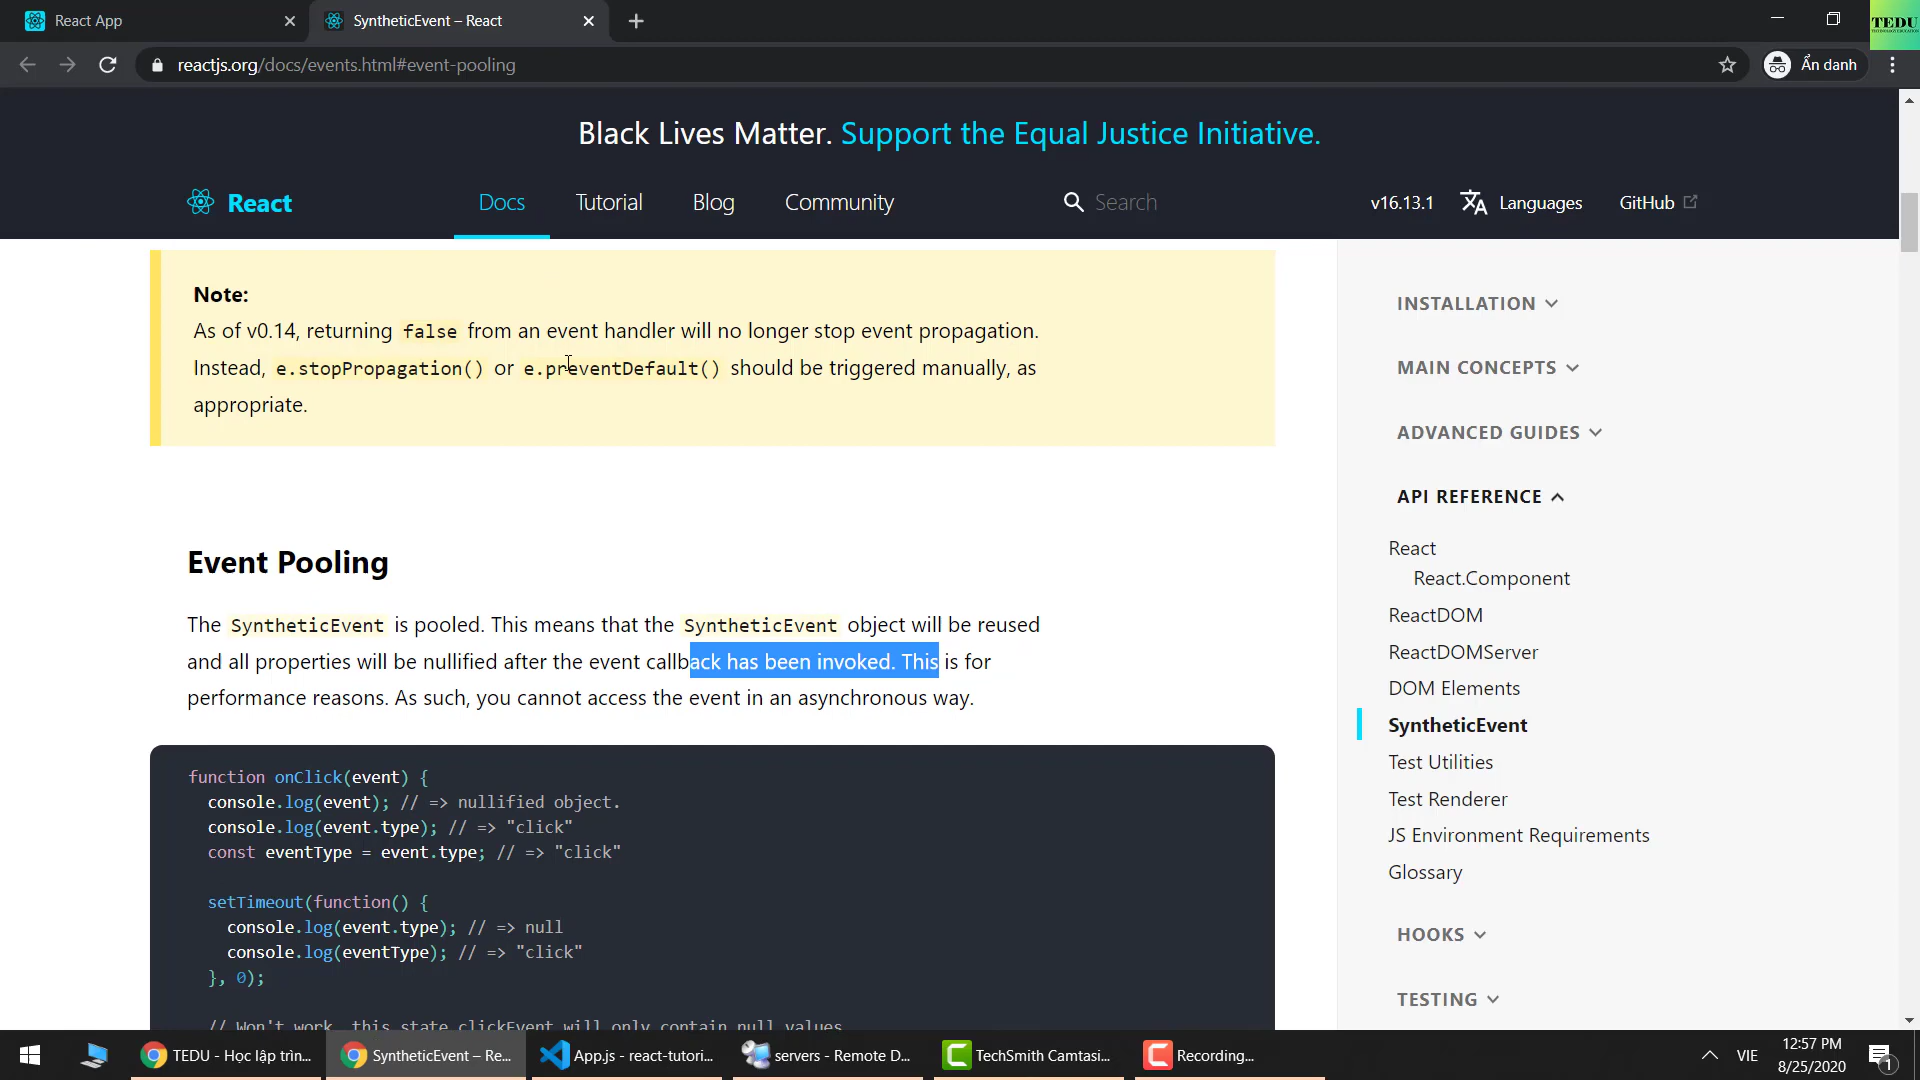 React App
SyntheticEvent – React
TEDU
reactjs.org/docs/events.html#event-pooling
Ẩn danh
Black Lives Matter. Support the Equal Justice Initiative.
React
Docs
Tutorial
Blog
Community
Search
v16.13.1
Languages
GitHub
Note:
As of v0.14, returning false from an event handler will no longer stop event propagation.
Instead, e.stopPropagation() or e.preventDefault() should be triggered manually, as
appropriate.
Event Pooling
The SyntheticEvent is pooled. This means that the SyntheticEvent object will be reused
and all properties will be nullified after the event callback has been invoked. This is for
performance reasons. As such, you cannot access the event in an asynchronous way.
function onClick(event) {
console.log(event); // => nullified object.
console.log(event.type); // => "click"
const eventType = event.type; // => "click"
setTimeout(function() {
console.log(event.type); // => null
console.log(eventType); // => "click"
}, 0);
// Won't work, this.state.clickEvent will only contain null values
INSTALLATION
MAIN CONCEPTS
ADVANCED GUIDES
API REFERENCE
React
React.Component
ReactDOM
ReactDOMServer
DOM Elements
SyntheticEvent
Test Utilities
Test Renderer
JS Environment Requirements
Glossary
HOOKS
TESTING
TEDU - Học lập trìn...
SyntheticEvent – Re...
App.js - react-tutori...
servers - Remote D...
TechSmith Camtasi...
Recording...
VIE
12:57 PM
8/25/2020
1